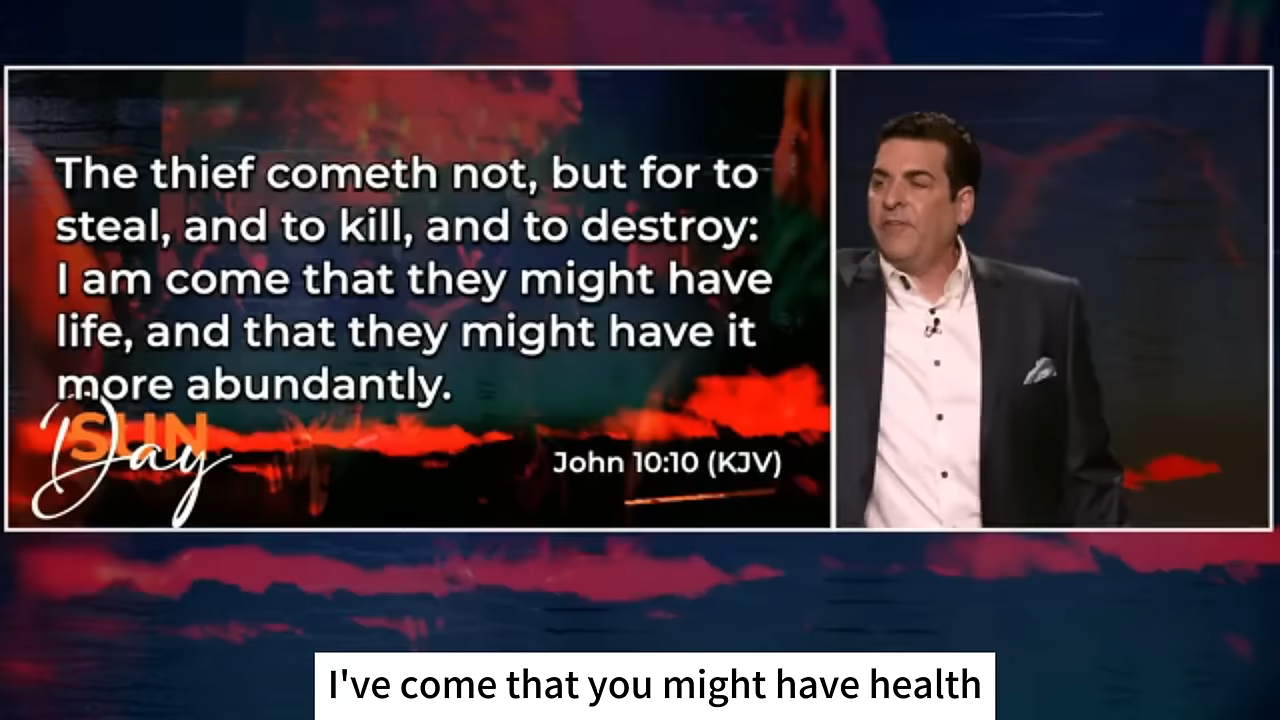 The thief cometh not, but for to
steal, and to kill, and to destroy:
I am come that they might have
life, and that they might have it
more abundantly.
SUN
Day
John 10:10 (KJV)
I've come that you might have health